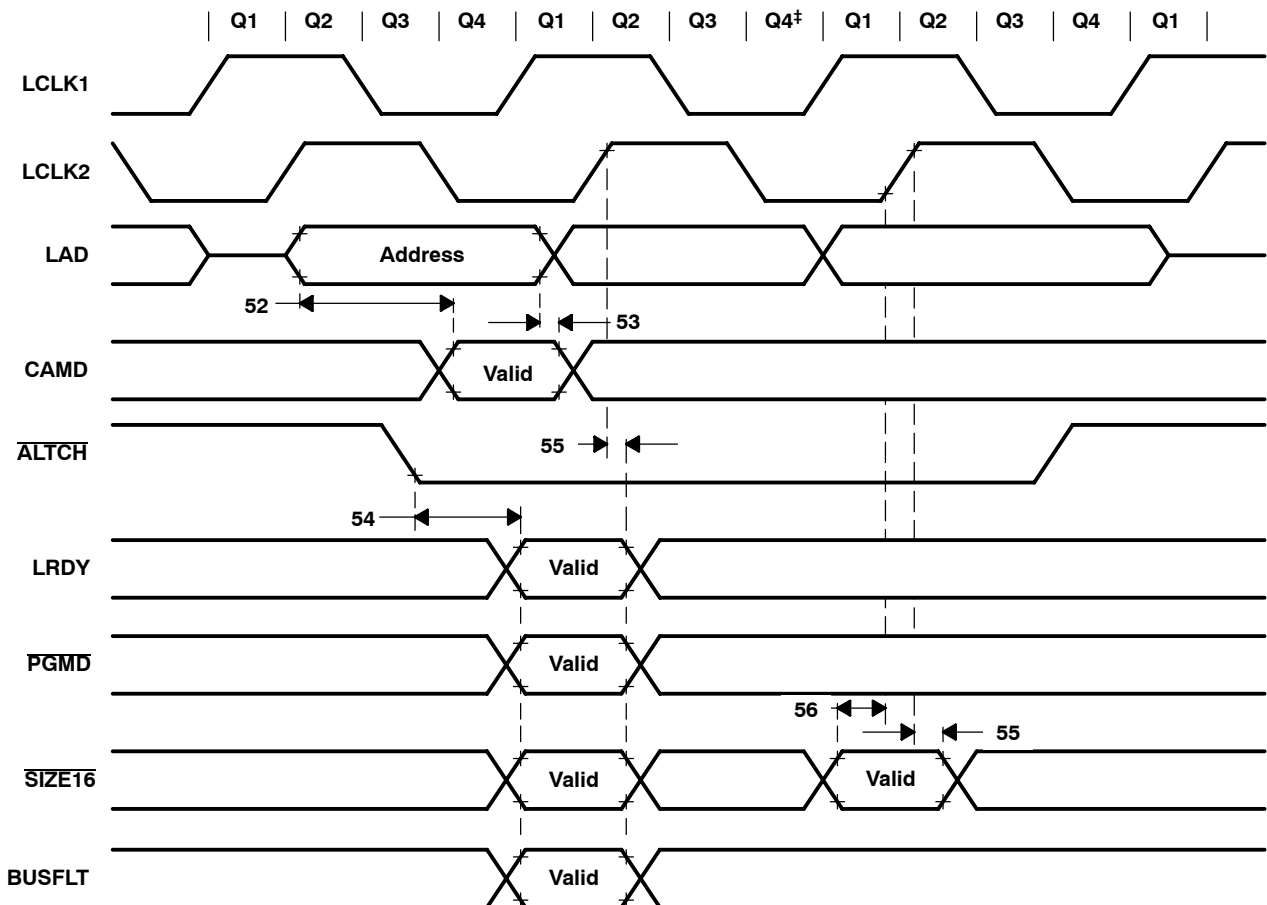 Q1 Q2 Q3 Q4 Q1 Q2 Q3 Q4‡ Q1 Q2 Q3 Q4 Q1
LCLK1
LCLK2
LAD Address
52
53
CAMD Valid
ALTCH
55
54
LRDY Valid
PGMD Valid
56
55
SIZE16 Valid Valid
BUSFLT Valid